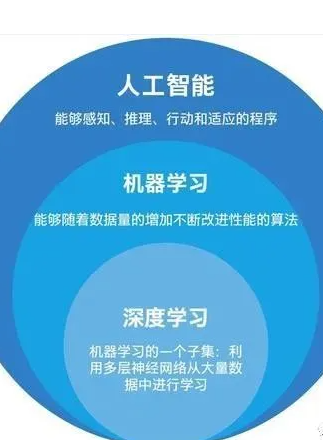 人工智能
能够感知、推理、行动和适应的程序
机器学习
能够随着数据量的增加不断改进性能的算法
深度学习
机器学习的一个子集：利
用多层神经网络从大量数
据中进行学习